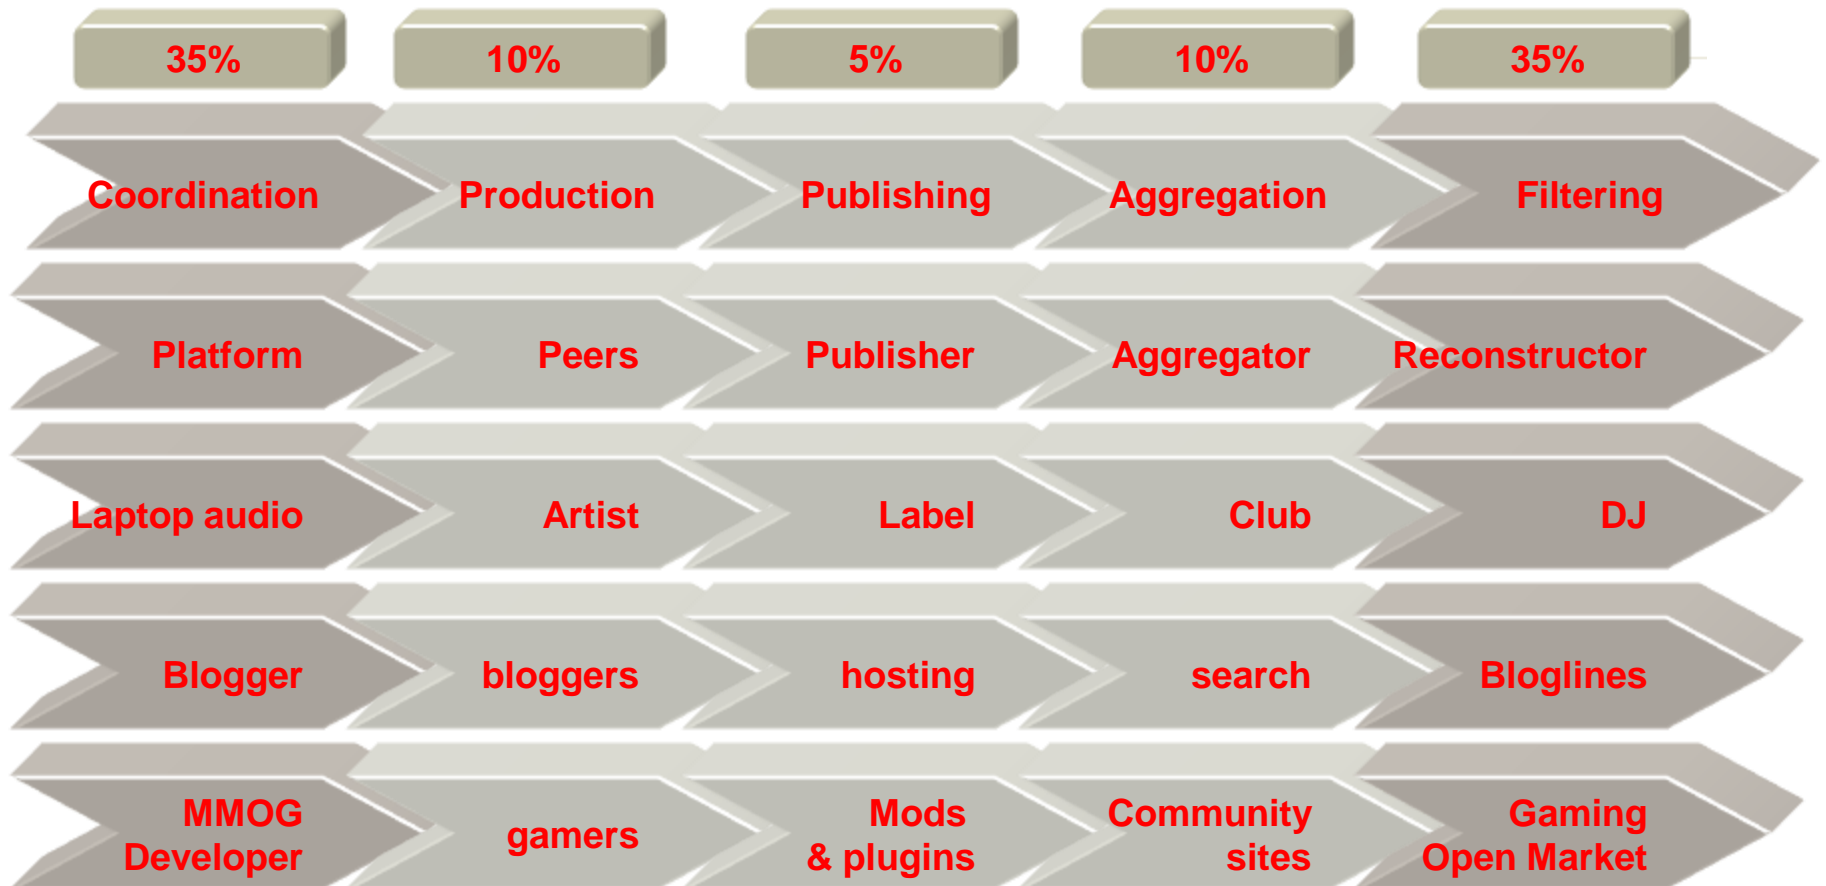 35% 10% 5% 10% 35%
Coordination Production Publishing Aggregation Filtering
Platform Peers Publisher Aggregator Reconstructor
Laptop audio Artist Label Club DJ
Blogger bloggers hosting search Bloglines
MMOG
Developer
gamers
Mods
& plugins
Community
sites
Gaming
Open Market